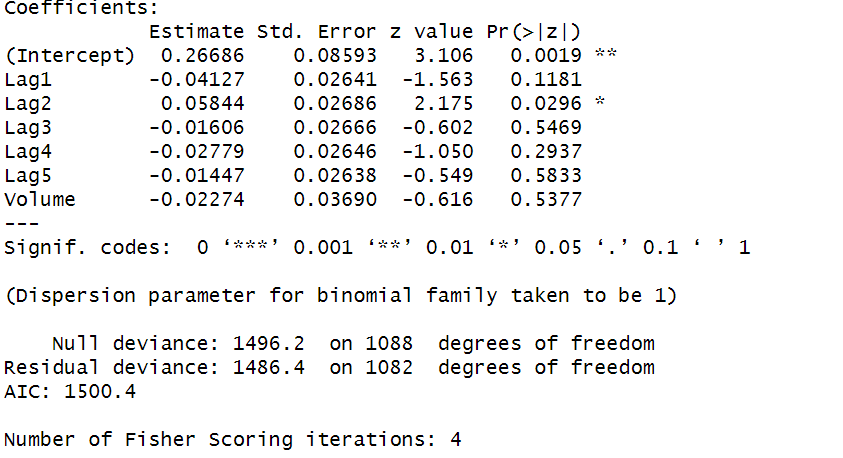 Coefficients:
            Estimate Std. Error z value Pr(>|z|)
(Intercept)  0.26686    0.08593   3.106   0.0019 **
Lag1        -0.04127    0.02641  -1.563   0.1181
Lag2         0.05844    0.02686   2.175   0.0296 *
Lag3        -0.01606    0.02666  -0.602   0.5469
Lag4        -0.02779    0.02646  -1.050   0.2937
Lag5        -0.01447    0.02638  -0.549   0.5833
Volume      -0.02274    0.03690  -0.616   0.5377
---
Signif. codes:  0 ‘***’ 0.001 ‘**’ 0.01 ‘*’ 0.05 ‘.’ 0.1 ‘ ’ 1
(Dispersion parameter for binomial family taken to be 1)
    Null deviance: 1496.2  on 1088  degrees of freedom
Residual deviance: 1486.4  on 1082  degrees of freedom
AIC: 1500.4
Number of Fisher Scoring iterations: 4